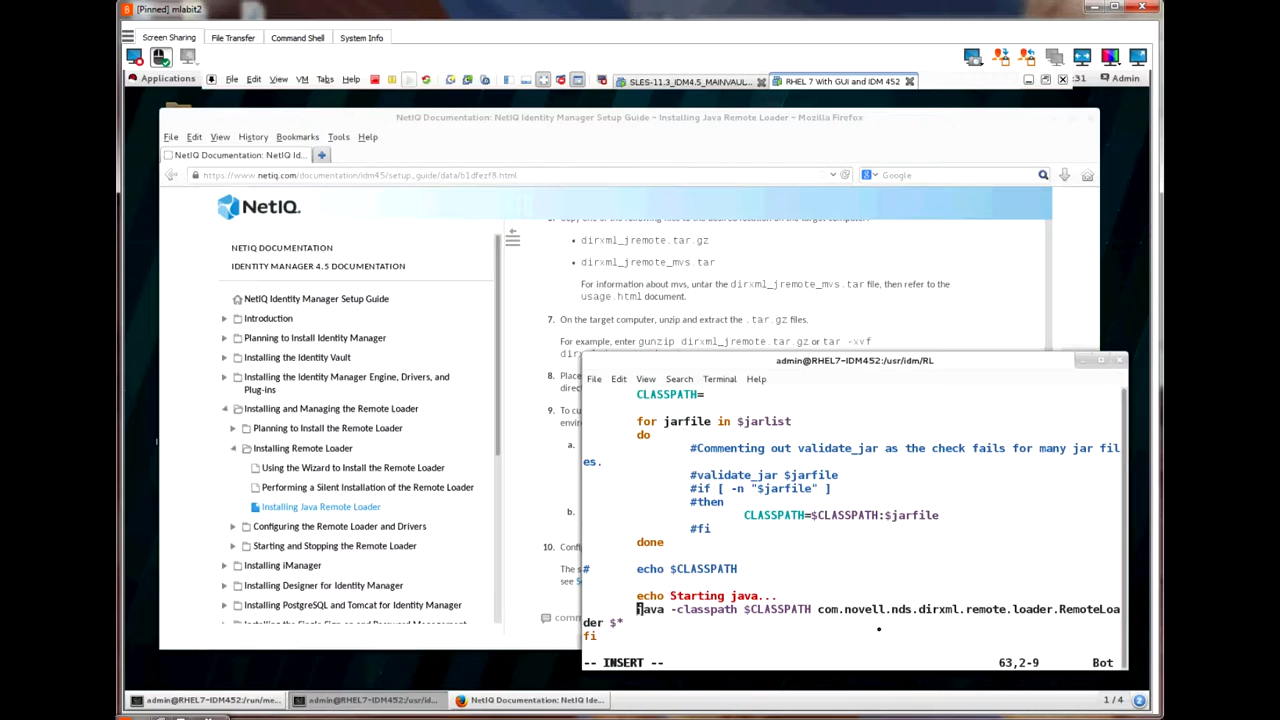 [Pinned] mlabit2
Screen Sharing File Transfer Command Shell System Info
Applications File Edit View VM Tabs Help SLES-11.3_IDM4.5_MAINVAUL... RHEL 7 With GUI and IDM 452 :31 Admin
NetIQ Documentation: NetIQ Identity Manager Setup Guide - Installing Java Remote Loader - Mozilla Firefox
File Edit View History Bookmarks Tools Help
NetIQ Documentation: NetIQ Id...
https://www.netiq.com/documentation/idm45/setup_guide/data/b1dfezf8.html Google
NetIQ.
NETIQ DOCUMENTATION
IDENTITY MANAGER 4.5 DOCUMENTATION
NetIQ Identity Manager Setup Guide
Introduction
Planning to Install Identity Manager
Installing the Identity Vault
Installing the Identity Manager Engine, Drivers, and
Plug-ins
Installing and Managing the Remote Loader
Planning to Install the Remote Loader
Installing Remote Loader
Using the Wizard to Install the Remote Loader
Performing a Silent Installation of the Remote Loader
Installing Java Remote Loader
Configuring the Remote Loader and Drivers
Starting and Stopping the Remote Loader
Installing iManager
Installing Designer for Identity Manager
Installing PostgreSQL and Tomcat for Identity Manager
• dirxml_jremote.tar.gz
• dirxml_jremote_mvs.tar
For information about mvs, untar the dirxml_jremote_mvs.tar file, then refer to the
usage.html document.
7. On the target computer, unzip and extract the .tar.gz files.
For example, enter gunzip dirxml_jremote.tar.gz or tar -xvf
8. Place
9. To cu
a.
b.
10. Confi
The s
see S
comm
admin@RHEL7-IDM452:/usr/idm/RL
File Edit View Search Terminal Help
CLASSPATH=
for jarfile in $jarlist
do
#Commenting out validate_jar as the check fails for many jar fil
es.
#validate_jar $jarfile
#if [ -n "$jarfile" ]
#then
CLASSPATH=$CLASSPATH:$jarfile
#fi
done
# echo $CLASSPATH
echo Starting java...
java -classpath $CLASSPATH com.novell.nds.dirxml.remote.loader.RemoteLoa
der $*
fi
-- INSERT -- 63,2-9 Bot
admin@RHEL7-IDM452:/run/me... admin@RHEL7-IDM452:/usr/id... NetIQ Documentation: NetIQ Ide... 1 / 4